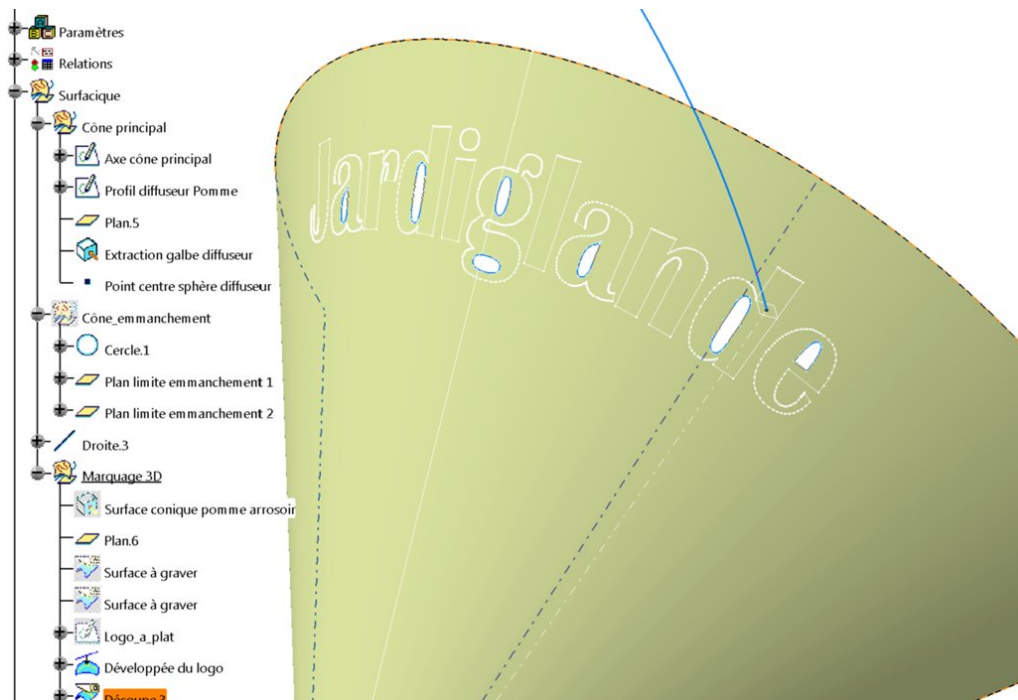 Paramètres
Relations
Surfacique
Cône principal
Axe cône principal
Profil diffuseur Pomme
Plan.5
Extraction galbe diffuseur
Point centre sphère diffuseur
Cône_emmanchement
Cercle.1
Plan limite emmanchement 1
Plan limite emmanchement 2
Droite.3
Marquage 3D
Surface conique pomme arrosoir
Plan.6
Surface à graver
Surface à graver
Logo_a_plat
Développée du logo
Découpe.3
Jardiglande